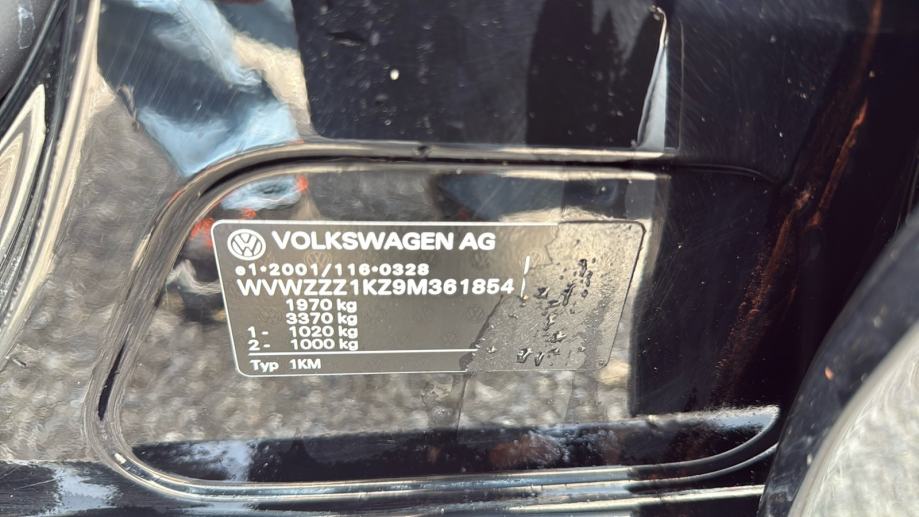 VOLKSWAGEN AG
e1*2001/116*0328
WVWZZZ1KZ9M361854
1970 kg
3370 kg
1- 1020 kg
2- 1000 kg
Typ 1KM